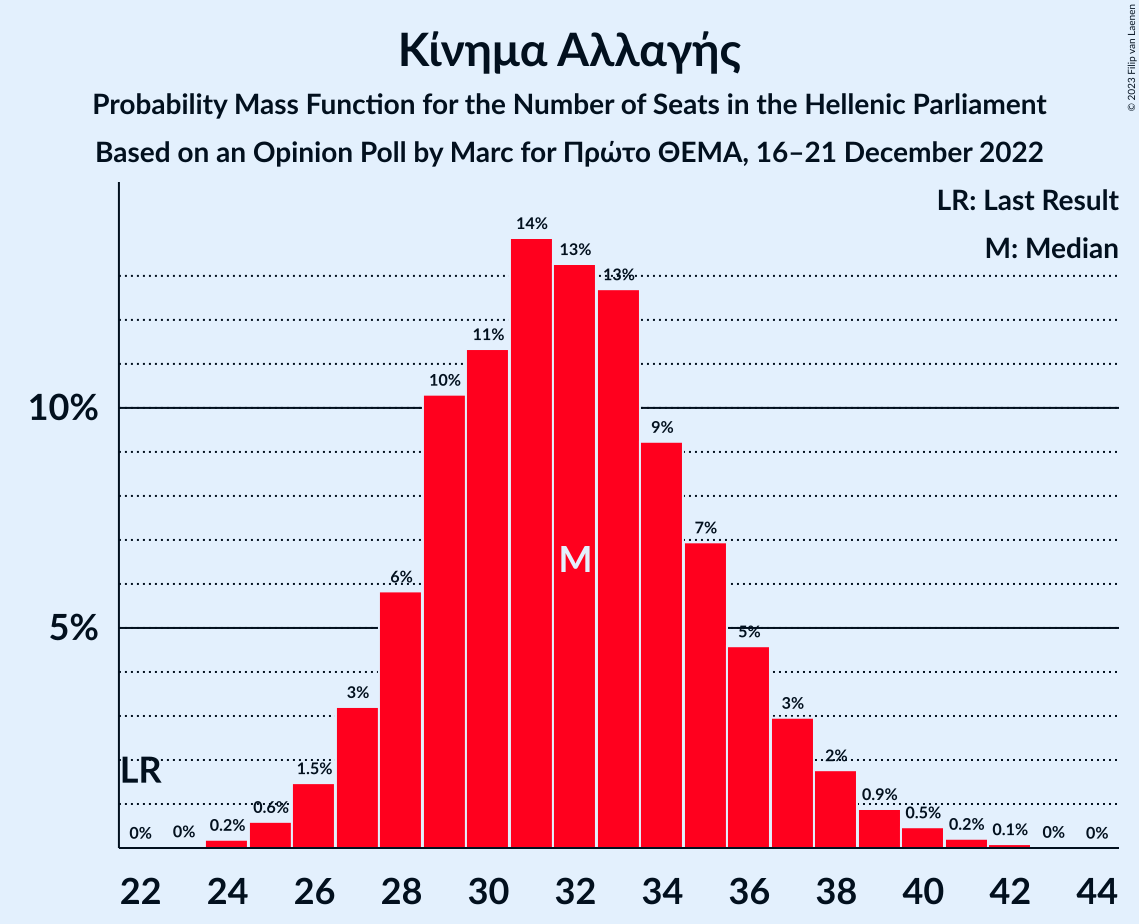 Κίνημα Αλλαγής
Probability Mass Function for the Number of Seats in the Hellenic Parliament
Based on an Opinion Poll by Marc for Πρώτο ΘΕΜΑ, 16–21 December 2022
© 2023 Filip van Laenen
LR: Last Result
M: Median
14%
13%
13%
11%
10%
10%
9%
7%
M
6%
5%
5%
3%
3%
LR
2%
1.5%
0.9%
0.6%
0.5%
0% 0% 0.2% 0.2% 0.1% 0% 0%
22 24 26 28 30 32 34 36 38 40 42 44